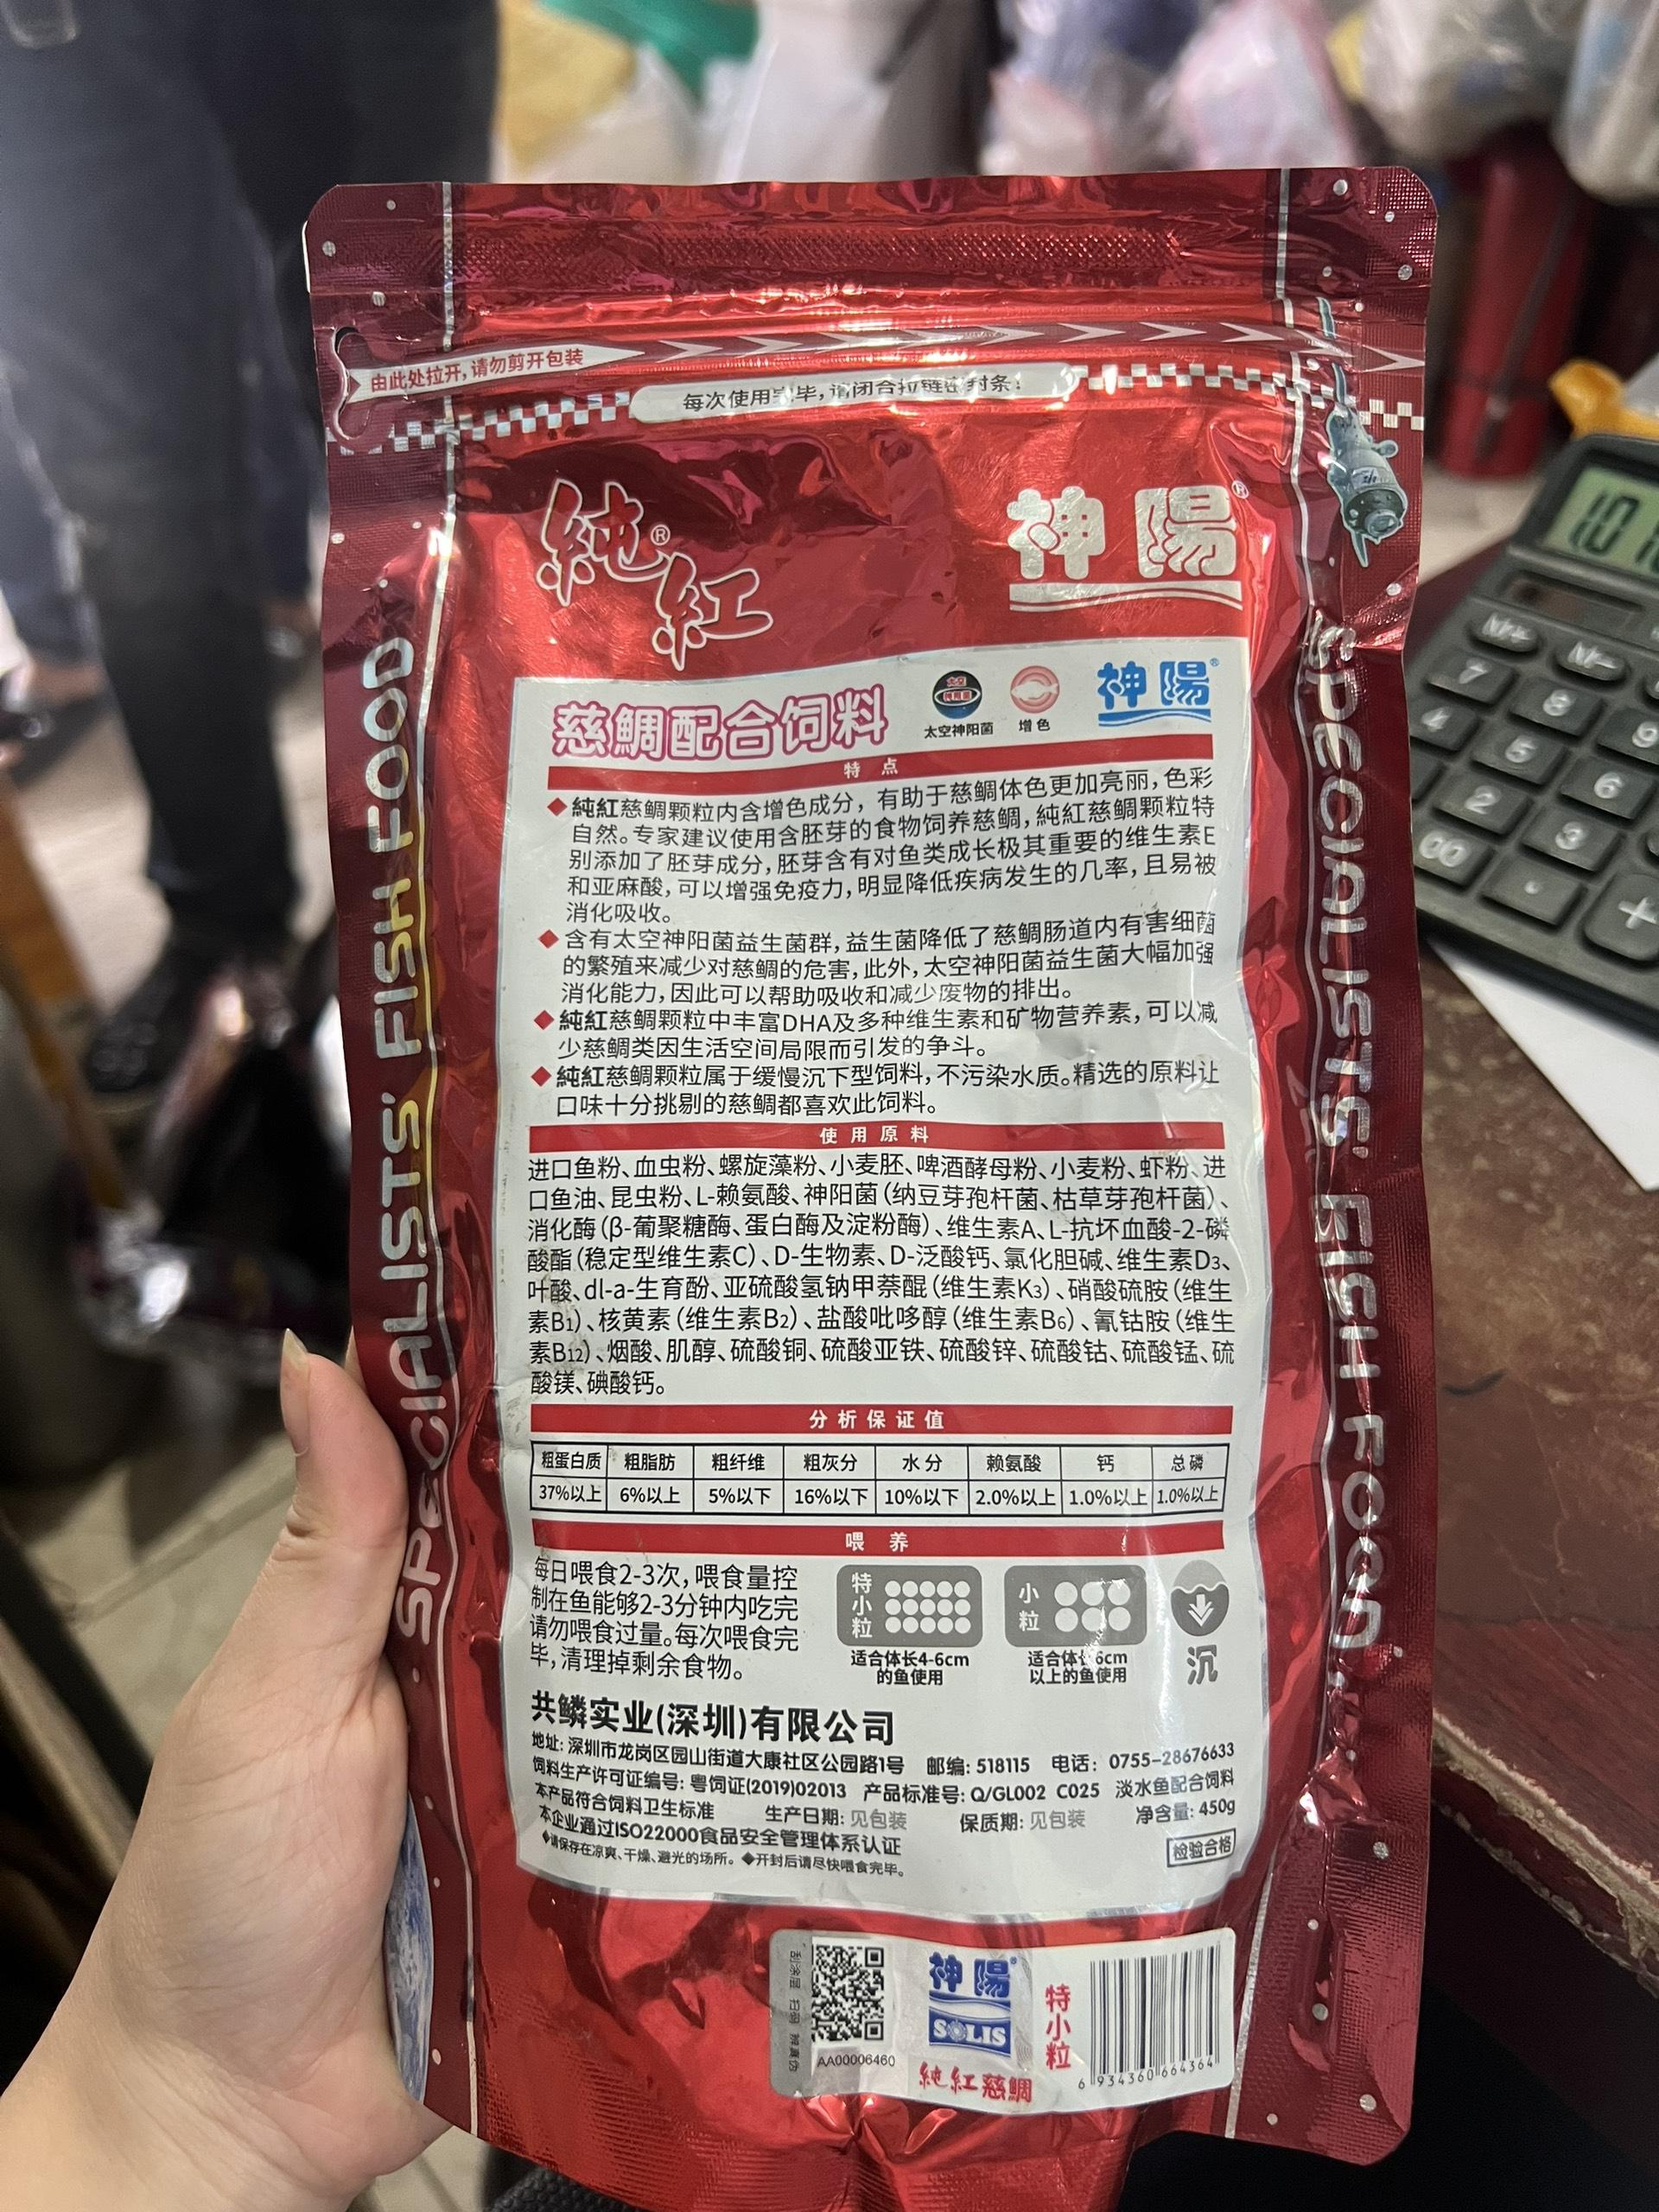 由此处拉开,请勿剪开包装
每次使用完毕,请闭合拉链密封条!
純®紅
神陽®
SPECIALISTS' FISH FOOD
SPECIALISTS' FISH FOOD
慈鯛配合饲料
太空神阳菌
增色
神陽®
特点
◆純紅慈鲷颗粒内含增色成分,有助于慈鲷体色更加亮丽,色彩
自然。专家建议使用含胚芽的食物饲养慈鲷,純紅慈鲷颗粒特
别添加了胚芽成分,胚芽含有对鱼类成长极其重要的维生素E
和亚麻酸,可以增强免疫力,明显降低疾病发生的几率,且易被
消化吸收。
◆含有太空神阳菌益生菌群,益生菌降低了慈鲷肠道内有害细菌
的繁殖来减少对慈鲷的危害,此外,太空神阳菌益生菌大幅加强
消化能力,因此可以帮助吸收和减少废物的排出。
◆純紅慈鲷颗粒中丰富DHA及多种维生素和矿物营养素,可以减
少慈鲷类因生活空间局限而引发的争斗。
◆純紅慈鲷颗粒属于缓慢沉下型饲料,不污染水质。精选的原料让
口味十分挑剔的慈鲷都喜欢此饲料。
使用原料
进口鱼粉、血虫粉、螺旋藻粉、小麦胚、啤酒酵母粉、小麦粉、虾粉、进
口鱼油、昆虫粉、L-赖氨酸、神阳菌(纳豆芽孢杆菌、枯草芽孢杆菌)、
消化酶(β-葡聚糖酶、蛋白酶及淀粉酶)、维生素A、L-抗坏血酸-2-磷
酸酯(稳定型维生素C)、D-生物素、D-泛酸钙、氯化胆碱、维生素D3、
叶酸、dl-a-生育酚、亚硫酸氢钠甲萘醌(维生素K3)、硝酸硫胺(维生
素B1)、核黄素(维生素B2)、盐酸吡哆醇(维生素B6)、氰钴胺(维生
素B12)、烟酸、肌醇、硫酸铜、硫酸亚铁、硫酸锌、硫酸钴、硫酸锰、硫
酸镁、碘酸钙。
分析保证值
粗蛋白质 粗脂肪 粗纤维 粗灰分 水分 赖氨酸 钙 总磷
37%以上 6%以上 5%以下 16%以下 10%以下 2.0%以上 1.0%以上 1.0%以上
喂养
每日喂食2-3次,喂食量控
制在鱼能够2-3分钟内吃完
请勿喂食过量。每次喂食完
毕,清理掉剩余食物。
特小粒
适合体长4-6cm
的鱼使用
小粒
适合体长6cm
以上的鱼使用
沉
共鳞实业(深圳)有限公司
地址: 深圳市龙岗区园山街道大康社区公园路1号 邮编: 518115 电话: 0755-28676633
饲料生产许可证编号: 粤饲证(2019)02013 产品标准号: Q/GL002 C025 淡水鱼配合饲料
本产品符合饲料卫生标准 生产日期: 见包装 保质期: 见包装 净含量: 450g
本企业通过ISO22000食品安全管理体系认证
检验合格
◆请保存在凉爽、干燥、避光的场所。◆开封后请尽快喂食完毕。
刮涂层 扫码 辨真伪
AA00006460
神陽®
SOLIS
純紅慈鯛
特小粒
6 934360 664364
7
8
9
4
5
6
2
3
00
.
+